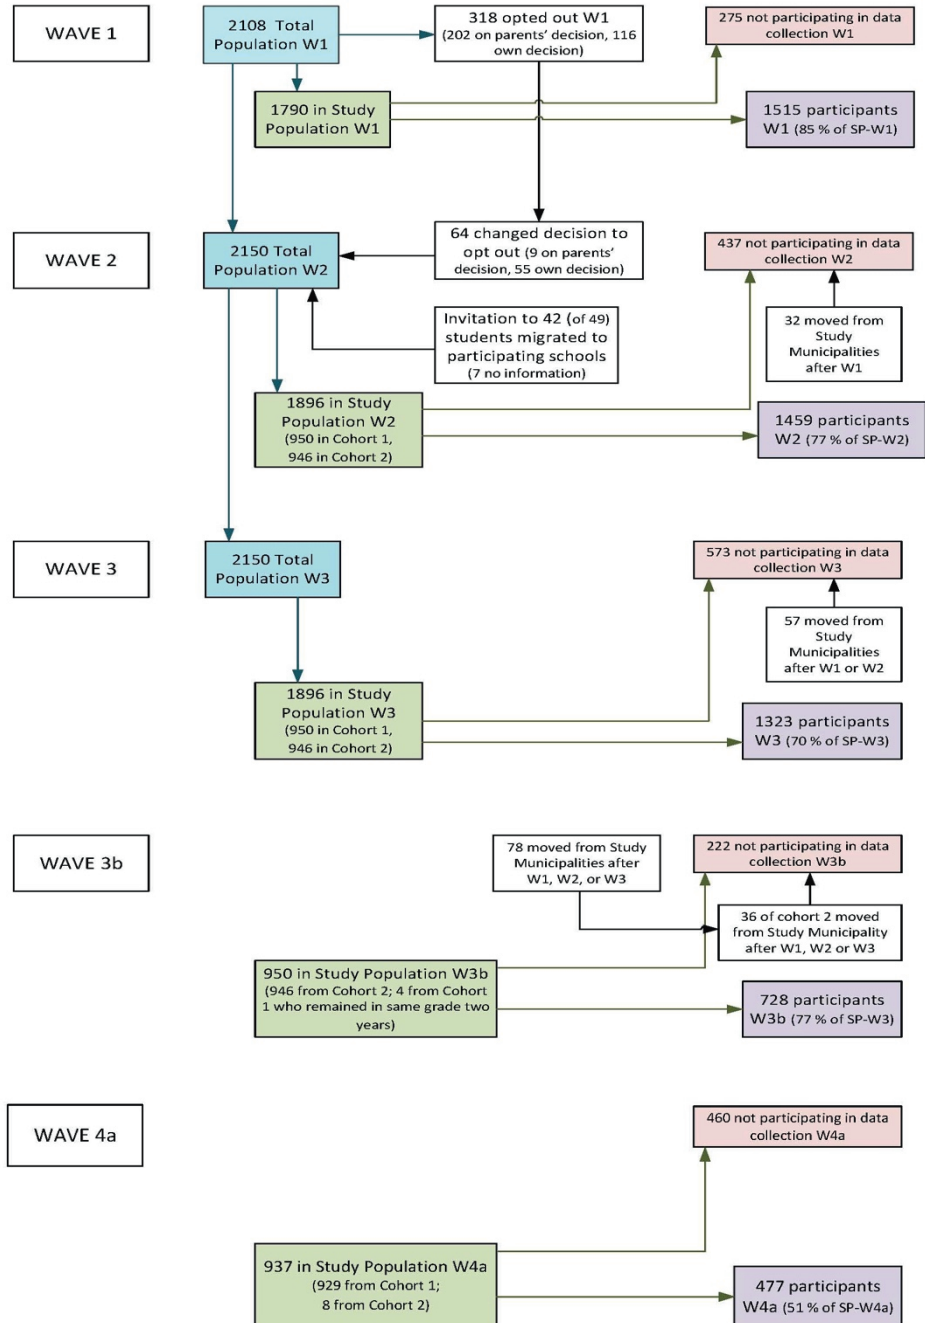 WAVE 1
2108 Total
Population W1
318 opted out W1
(202 on parents' decision, 116
own decision)
275 not participating in data
collection W1
1790 in Study
Population W1
1515 participants
W1 (85 % of SP-W1)
WAVE 2
2150 Total
Population W2
64 changed decision to
opt out (9 on parents'
decision, 55 own decision)
437 not participating in data
collection W2
Invitation to 42 (of 49)
students migrated to
participating schools
(7 no information)
32 moved from
Study
Municipalities
after W1
1896 in Study
Population W2
(950 in Cohort 1,
946 in Cohort 2)
1459 participants
W2 (77 % of SP-W2)
WAVE 3
2150 Total
Population W3
573 not participating in data
collection W3
57 moved from
Study
Municipalities
after W1 or W2
1896 in Study
Population W3
(950 in Cohort 1,
946 in Cohort 2)
1323 participants
W3 (70 % of SP-W3)
WAVE 3b
78 moved from Study
Municipalities after
W1, W2, or W3
222 not participating in data
collection W3b
36 of cohort 2 moved
from Study Municipality
after W1, W2 or W3
950 in Study Population W3b
(946 from Cohort 2; 4 from Cohort
1 who remained in same grade two
years)
728 participants
W3b (77 % of SP-W3)
WAVE 4a
460 not participating in data
collection W4a
937 in Study Population W4a
(929 from Cohort 1;
8 from Cohort 2)
477 participants
W4a (51 % of SP-W4a)